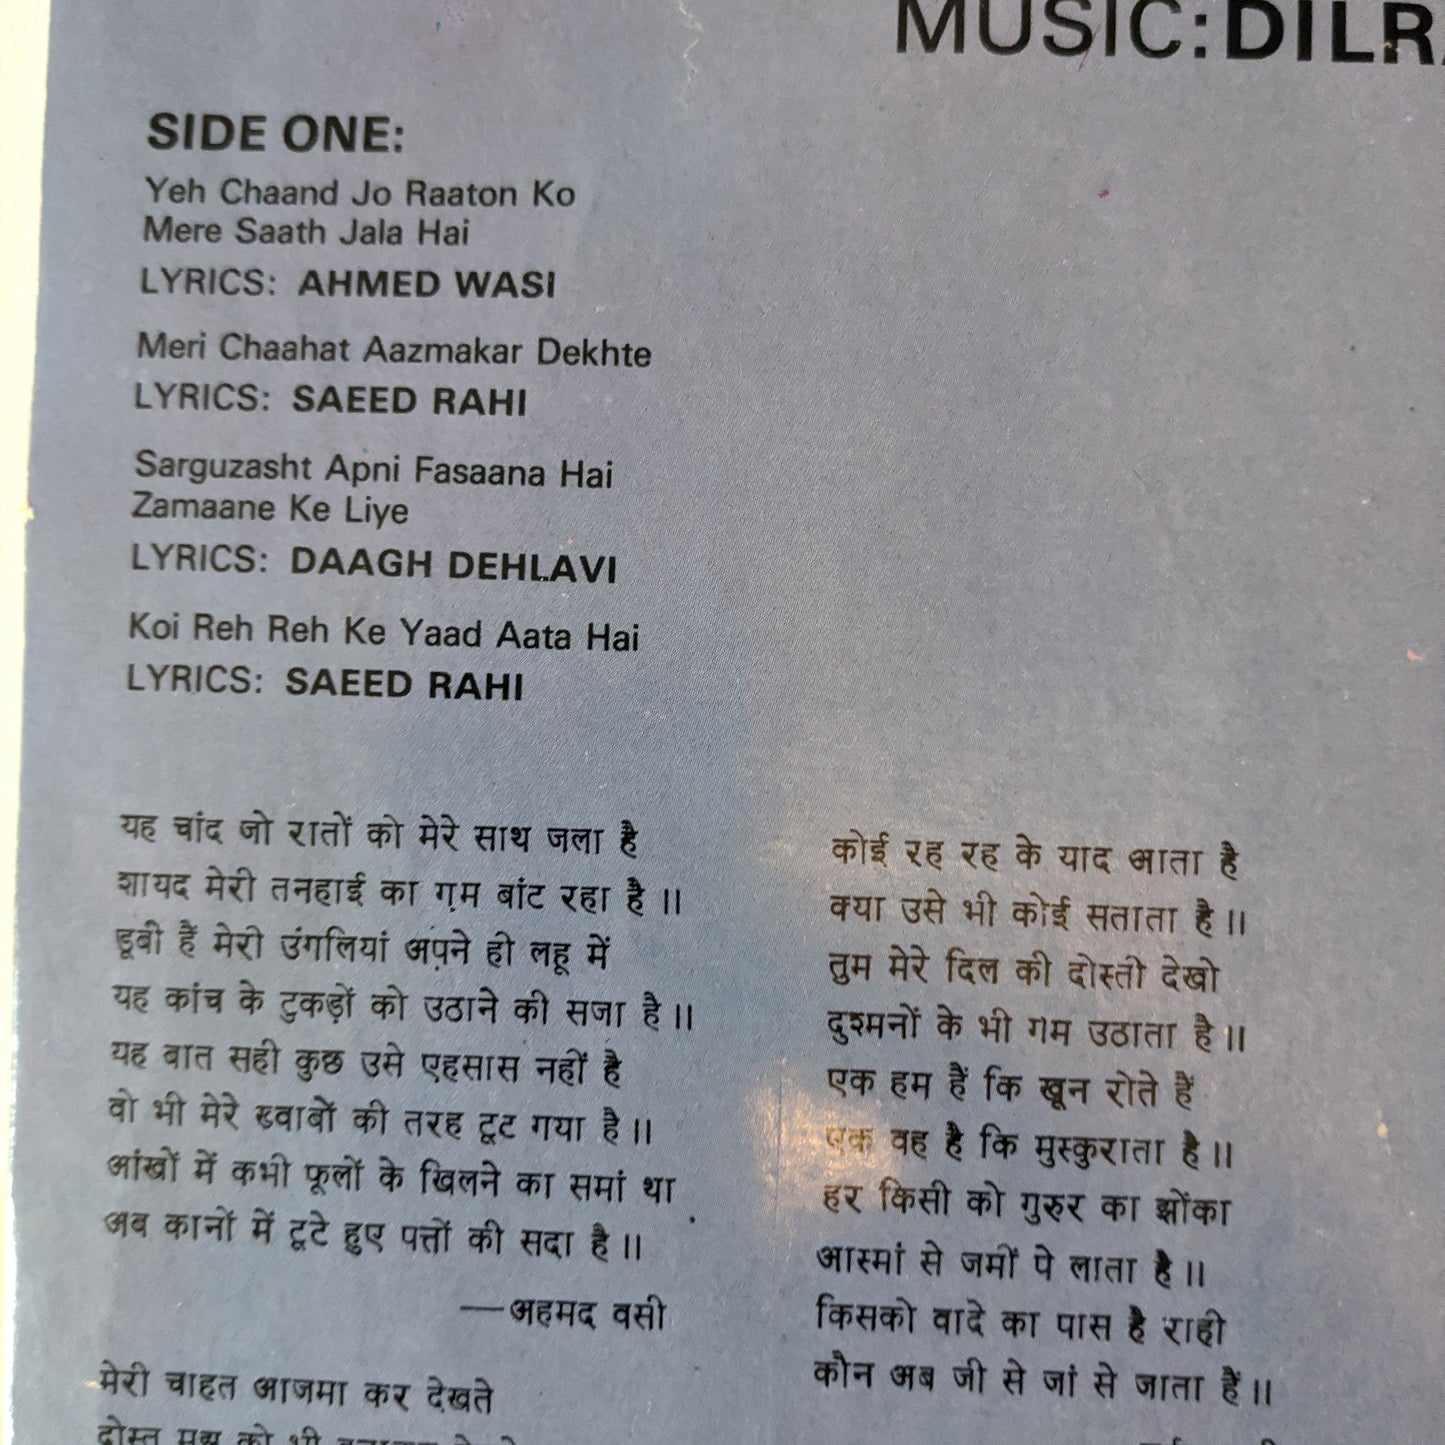 MUSIC: DILR
SIDE ONE:
Yeh Chaand Jo Raaton Ko
Mere Saath Jala Hai
LYRICS: AHMED WASI
Meri Chaahat Aazmakar Dekhte
LYRICS: SAEED RAHI
Sarguzasht Apni Fasaana Hai
Zamaane Ke Liye
LYRICS: DAAGH DEHLAVI
Koi Reh Reh Ke Yaad Aata Hai
LYRICS: SAEED RAHI
यह चांद जो रातों को मेरे साथ जला है
शायद मेरी तनहाई का ग़म बांट रहा है ॥
डूबी हैं मेरी उंगलियां अपने ही लहू में
यह कांच के टुकड़ों को उठाने की सजा है ॥
यह बात सही कुछ उसे एहसास नहीं है
वो भी मेरे ख्वाबों की तरह टूट गया है ॥
आंखों में कभी फूलों के खिलने का समां था
अब कानों में टूटे हुए पत्तों की सदा है ॥
—अहमद वसी
मेरी चाहत आजमा कर देखते
दोस्त मुझ को भी
कोई रह रह के याद आता है
क्या उसे भी कोई सताता है ॥
तुम मेरे दिल की दोस्ती देखो
दुश्मनों के भी गम उठाता है ॥
एक हम हैं कि खून रोते हैं
एक वह है कि मुस्कुराता है ॥
हर किसी को गुरुर का झोंका
आस्मां से जमीं पे लाता है ॥
किसको वादे का पास है राही
कौन अब जी से जां से जाता हैं ॥